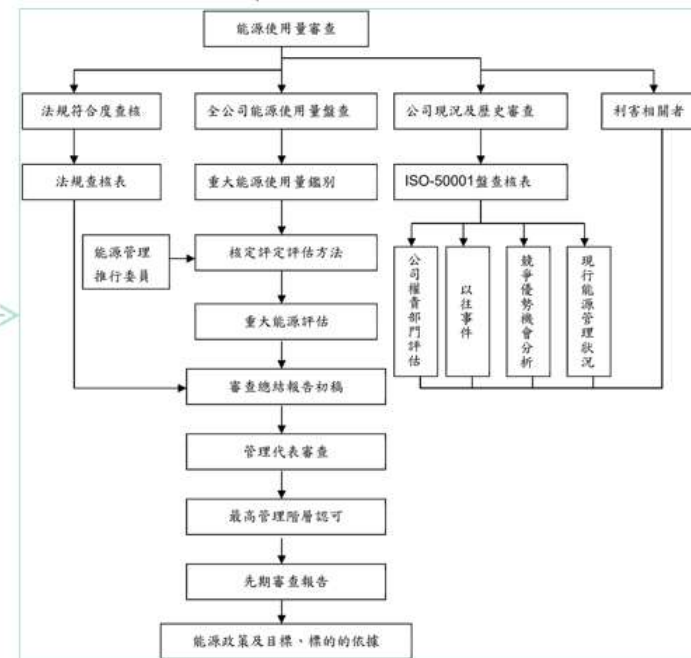 能源使用量審查
法規符合度查核
全公司能源使用量盤查
公司現況及歷史審查
利害相關者
法規查核表
重大能源使用量鑑別
ISO-50001盤查核表
能源管理
推行委員
核定評定評估方法
公司權責部門評估
以往事件
競爭優勢機會分析
現行能源管理狀況
重大能源評估
審查總結報告初稿
管理代表審查
最高管理階層認可
先期審查報告
能源政策及目標、標的的依據